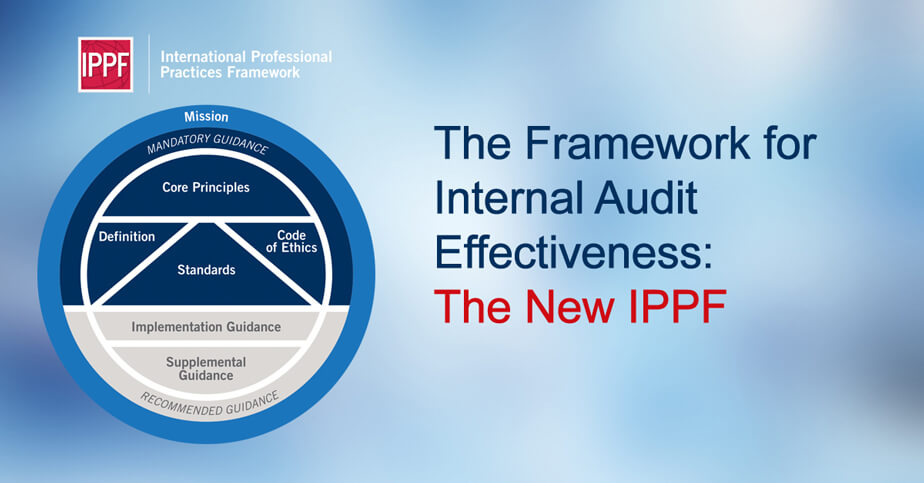 IPPF
International Professional
Practices Framework
Mission
MANDATORY GUIDANCE
Core Principles
Definition
Code
of Ethics
Standards
Implementation Guidance
Supplemental
Guidance
RECOMMENDED GUIDANCE
The Framework for
Internal Audit
Effectiveness:
The New IPPF